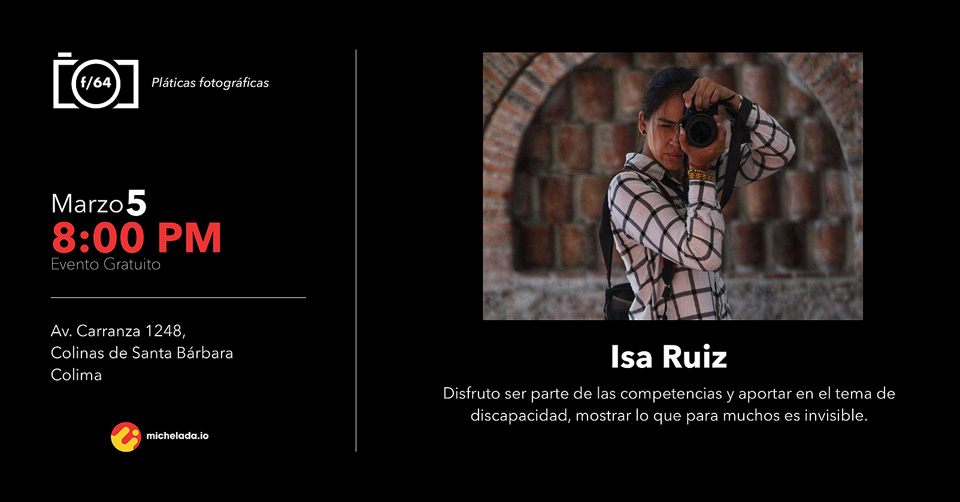 f/64
Pláticas fotográficas
Marzo 5
8:00 PM
Evento Gratuito
Av. Carranza 1248,
Colinas de Santa Bárbara
Colima
michelada.io
Isa Ruiz
Disfruto ser parte de las competencias y aportar en el tema de
discapacidad, mostrar lo que para muchos es invisible.